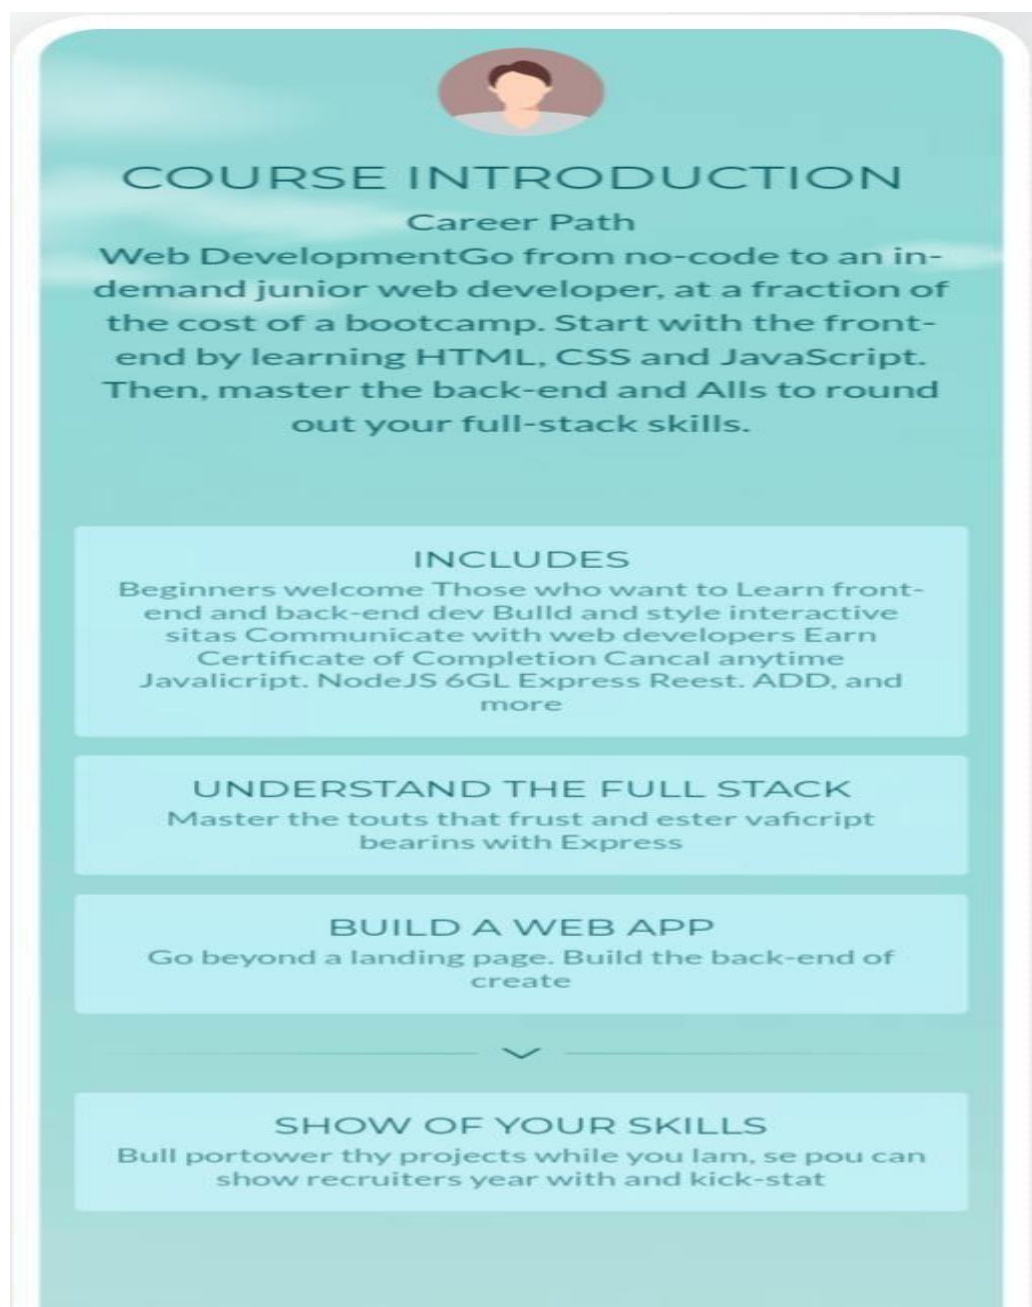 COURSE INTRODUCTION
Career Path
Web DevelopmentGo from no-code to an in-
demand junior web developer, at a fraction of
the cost of a bootcamp. Start with the front-
end by learning HTML, CSS and JavaScript.
Then, master the back-end and Alls to round
out your full-stack skills.
INCLUDES
Beginners welcome Those who want to Learn front-
end and back-end dev Bulld and style interactive
sitas Communicate with web developers Earn
Certificate of Completion Cancal anytime
Javalicript. NodeJS 6GL Express Reest. ADD, and
more
UNDERSTAND THE FULL STACK
Master the touts that frust and ester vaficript
bearins with Express
BUILD A WEB APP
Go beyond a landing page. Build the back-end of
create
SHOW OF YOUR SKILLS
Bull portower thy projects while you lam, se pou can
show recruiters year with and kick-stat